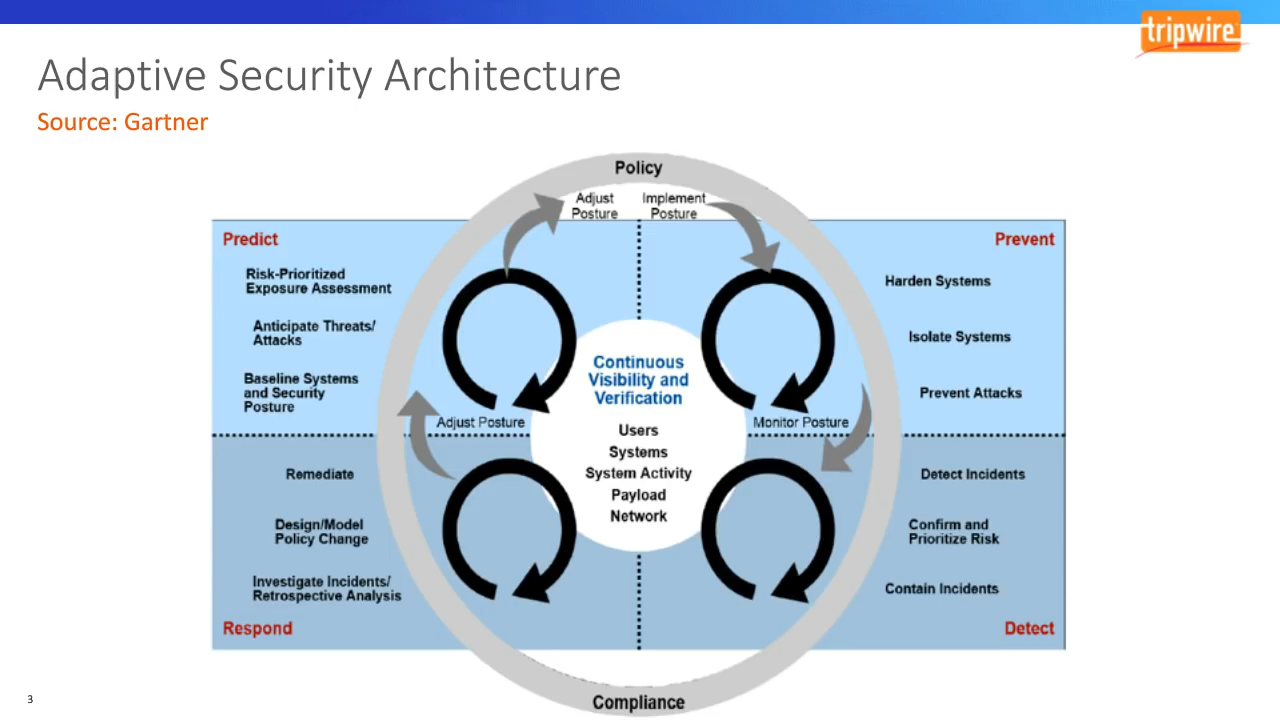 tripwire
Adaptive Security Architecture
Source: Gartner
Policy
Adjust
Posture
Implement
Posture
Predict
Risk-Prioritized
Exposure Assessment
Anticipate Threats/
Attacks
Baseline Systems
and Security
Posture
Prevent
Harden Systems
Isolate Systems
Prevent Attacks
Continuous
Visibility and
Verification
Users
Systems
System Activity
Payload
Network
Adjust Posture
Monitor Posture
Remediate
Design/Model
Policy Change
Investigate Incidents/
Retrospective Analysis
Respond
Detect Incidents
Confirm and
Prioritize Risk
Contain Incidents
Detect
Compliance
3